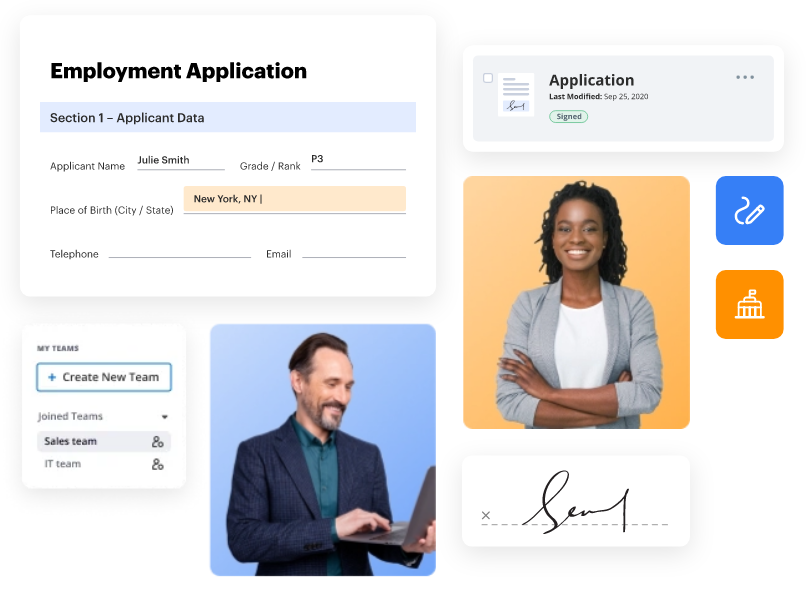 Employment Application
Section 1 – Applicant Data
Applicant Name Julie Smith Grade / Rank P3
Place of Birth (City / State) New York, NY |
Telephone Email
Application
Last Modified: Sep 25, 2020
Signed
MY TEAMS
+ Create New Team
Joined Teams
Sales team
IT team
×